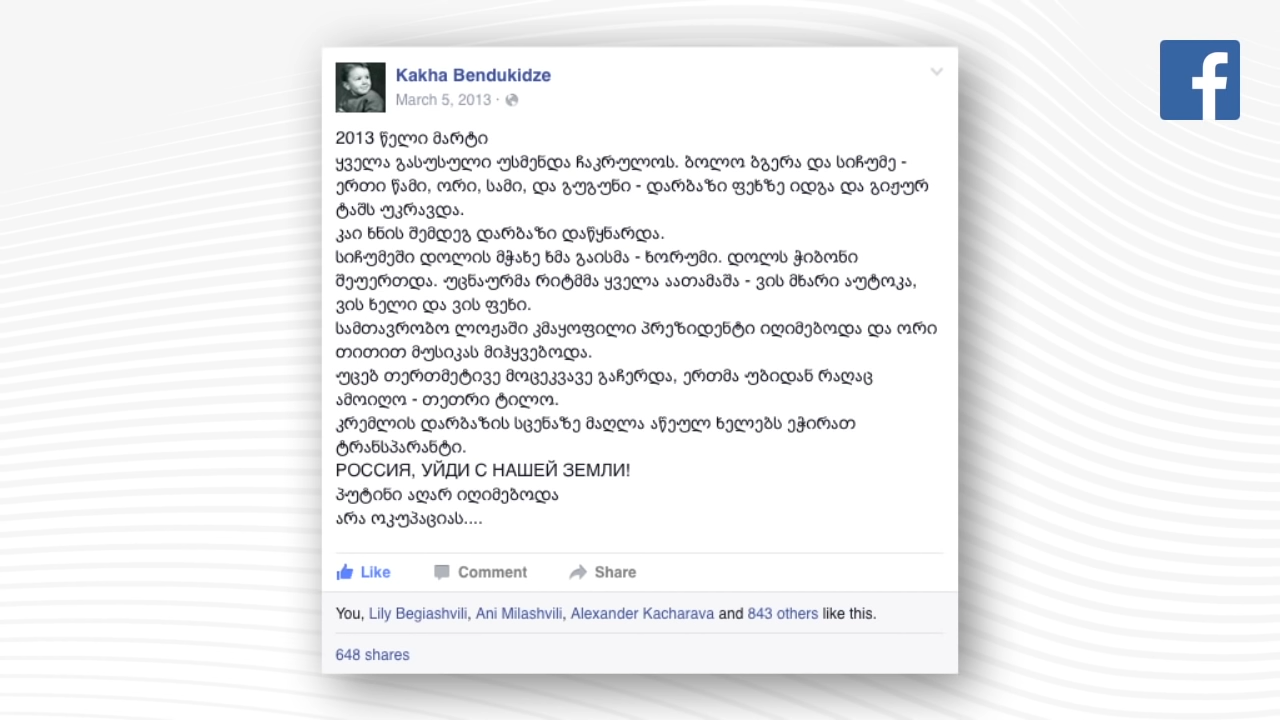 Kakha Bendukidze
March 5, 2013 ·
2013 წელი მარტი
ყველა გასუსული უსმენდა ჩაკრულოს. ბოლო ბგერა და სიჩუმე -
ერთი წამი, ორი, სამი, და გუგუნი - დარბაზი ფეხზე იდგა და გიჟურ
ტაშს უკრავდა.
კაი ხნის შემდეგ დარბაზი დაწყნარდა.
სიჩუმეში დოლის მჭახე ხმა გაისმა - ხორუმი. დოლს ჭიბონი
შეუერთდა. უცნაურმა რიტმმა ყველა აათამაშა - ვის მხარი აუტოკა,
ვის ხელი და ვის ფეხი.
სამთავრობო ლოჟაში კმაყოფილი პრეზიდენტი იღიმებოდა და ორი
თითით მუსიკას მიჰყვებოდა.
უცებ თერთმეტივე მოცეკვავე გაჩერდა, ერთმა უბიდან რაღაც
ამოიღო - თეთრი ტილო.
კრემლის დარბაზის სცენაზე მაღლა აწეულ ხელებს ეჭირათ
ტრანსპარანტი.
РОССИЯ, УЙДИ С НАШЕЙ ЗЕМЛИ!
პუტინი აღარ იღიმებოდა
არა ოკუპაციას....
Like Comment Share
You, Lily Begiashvili, Ani Milashvili, Alexander Kacharava and 843 others like this.
648 shares